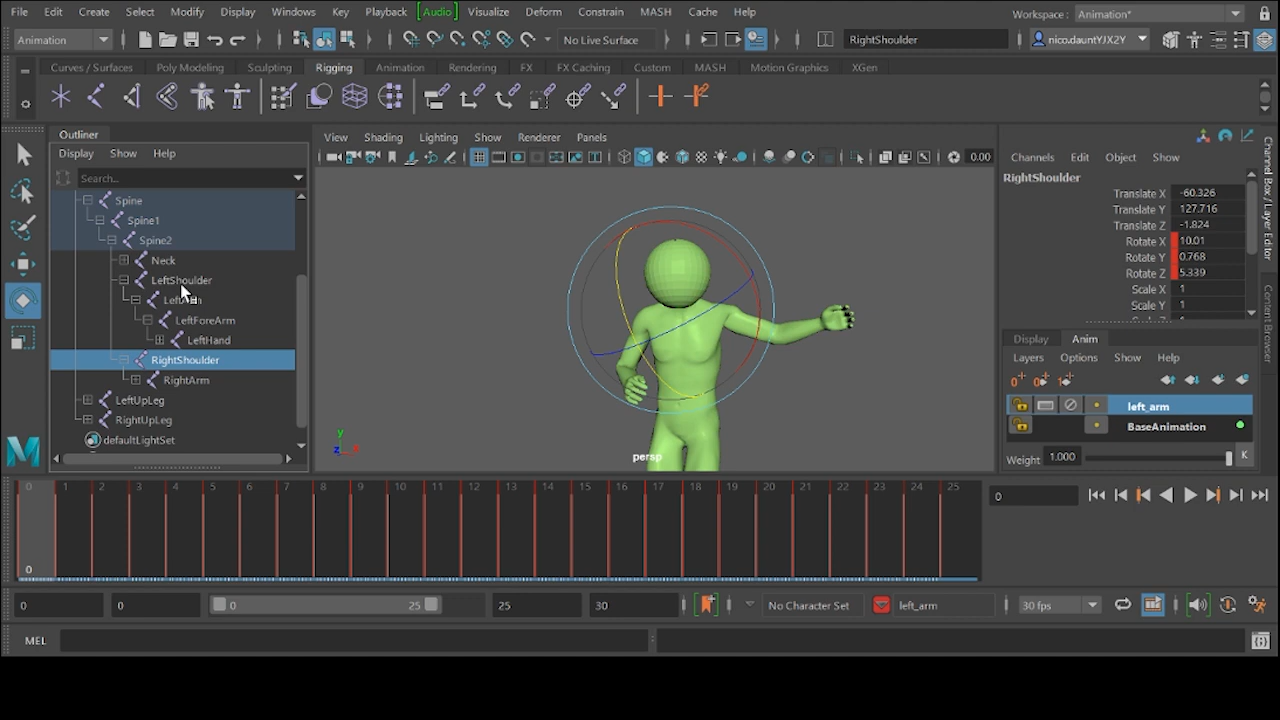 File Edit Create Select Modify Display Windows Key Playback Audio Visualize Deform Constrain MASH Cache Help Workspace : Animation*
Animation No Live Surface RightShoulder nico.dauntYJX2Y
Curves / Surfaces Poly Modeling Sculpting Rigging Animation Rendering FX FX Caching Custom MASH Motion Graphics XGen
Outliner
Display Show Help
Search...
Spine
Spine1
Spine2
Neck
LeftShoulder
LeftForeArm
LeftHand
RightShoulder
RightArm
LeftUpLeg
RightUpLeg
defaultLightSet
View Shading Lighting Show Renderer Panels
0.00
y
z
persp
Channels Edit Object Show
RightShoulder
Translate X -60.326
Translate Y 127.716
Translate Z -1.824
Rotate X 10.01
Rotate Y 0.768
Rotate Z 5.339
Scale X 1
Scale Y 1
Display Anim
Layers Options Show Help
left_arm
BaseAnimation
Weight 1.000 K
Channel Box / Layer Editor
Content Browser
0 1 2 3 4 5 6 7 8 9 10 11 12 13 14 15 16 17 18 19 20 21 22 23 24 25
0
0
0 0 0 25 25 30 No Character Set left_arm 30 fps
MEL